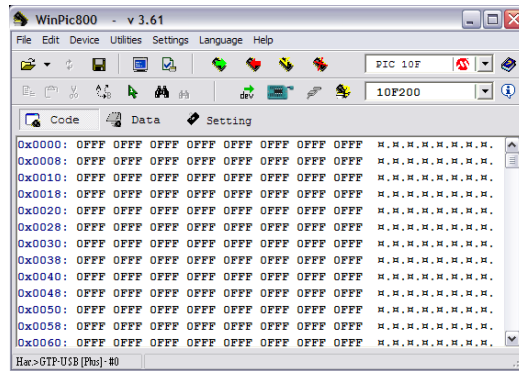 WinPic800 - v 3.61
File Edit Device Utilities Settings Language Help
PIC 10F
dev 10F200
Code Data Setting
0x0000: 0FFF 0FFF 0FFF 0FFF 0FFF 0FFF 0FFF 0FFF ¤.¤.¤.¤.¤.¤.¤.¤.
0x0008: 0FFF 0FFF 0FFF 0FFF 0FFF 0FFF 0FFF 0FFF ¤.¤.¤.¤.¤.¤.¤.¤.
0x0010: 0FFF 0FFF 0FFF 0FFF 0FFF 0FFF 0FFF 0FFF ¤.¤.¤.¤.¤.¤.¤.¤.
0x0018: 0FFF 0FFF 0FFF 0FFF 0FFF 0FFF 0FFF 0FFF ¤.¤.¤.¤.¤.¤.¤.¤.
0x0020: 0FFF 0FFF 0FFF 0FFF 0FFF 0FFF 0FFF 0FFF ¤.¤.¤.¤.¤.¤.¤.¤.
0x0028: 0FFF 0FFF 0FFF 0FFF 0FFF 0FFF 0FFF 0FFF ¤.¤.¤.¤.¤.¤.¤.¤.
0x0030: 0FFF 0FFF 0FFF 0FFF 0FFF 0FFF 0FFF 0FFF ¤.¤.¤.¤.¤.¤.¤.¤.
0x0038: 0FFF 0FFF 0FFF 0FFF 0FFF 0FFF 0FFF 0FFF ¤.¤.¤.¤.¤.¤.¤.¤.
0x0040: 0FFF 0FFF 0FFF 0FFF 0FFF 0FFF 0FFF 0FFF ¤.¤.¤.¤.¤.¤.¤.¤.
0x0048: 0FFF 0FFF 0FFF 0FFF 0FFF 0FFF 0FFF 0FFF ¤.¤.¤.¤.¤.¤.¤.¤.
0x0050: 0FFF 0FFF 0FFF 0FFF 0FFF 0FFF 0FFF 0FFF ¤.¤.¤.¤.¤.¤.¤.¤.
0x0058: 0FFF 0FFF 0FFF 0FFF 0FFF 0FFF 0FFF 0FFF ¤.¤.¤.¤.¤.¤.¤.¤.
0x0060: 0FFF 0FFF 0FFF 0FFF 0FFF 0FFF 0FFF 0FFF ¤.¤.¤.¤.¤.¤.¤.¤.
Har.>GTP-USB [Plus]- #0